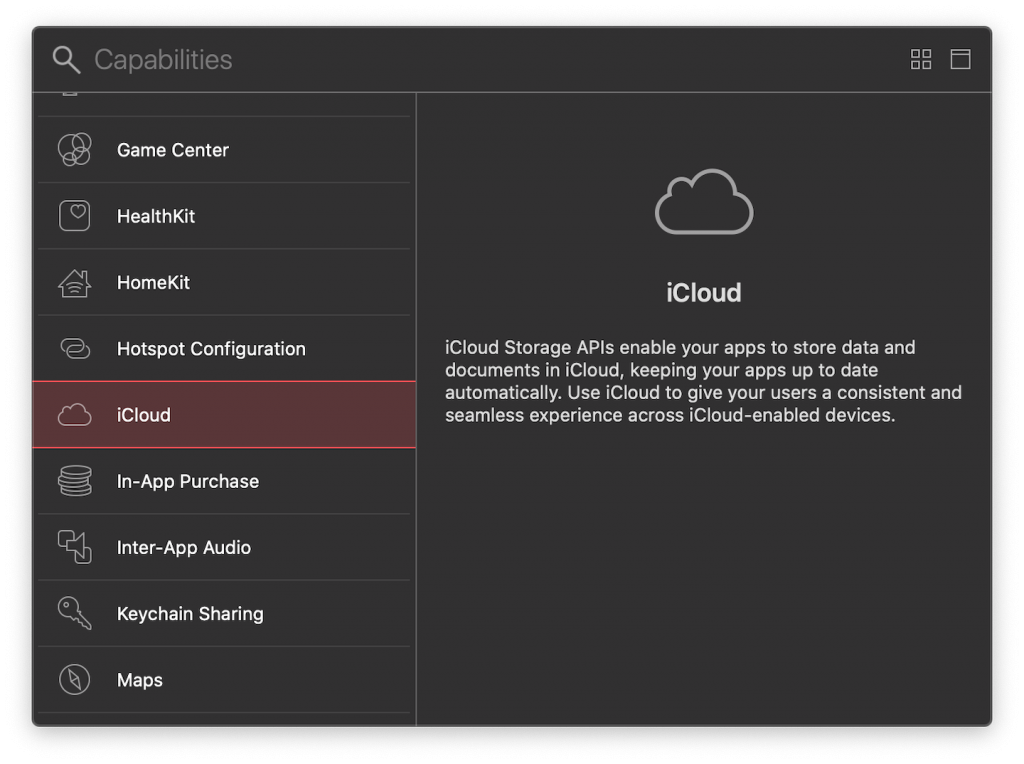 Capabilities
Game Center
HealthKit
HomeKit
Hotspot Configuration
iCloud
In-App Purchase
Inter-App Audio
Keychain Sharing
Maps
iCloud
iCloud Storage APIs enable your apps to store data and
documents in iCloud, keeping your apps up to date
automatically. Use iCloud to give your users a consistent and
seamless experience across iCloud-enabled devices.